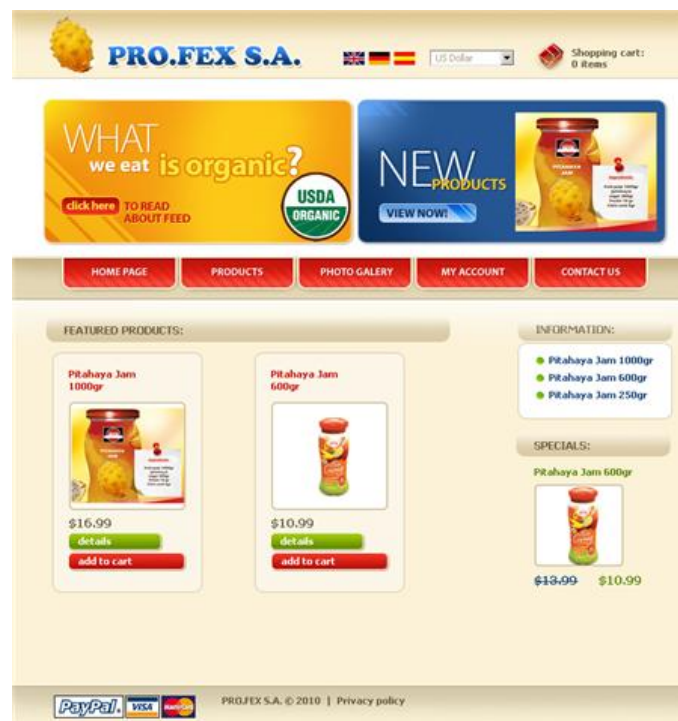 PRO.FEX S.A.
US Dollar
Shopping cart:
0 items
WHAT
we eat is organic?
click here TO READ
ABOUT FEED
USDA
ORGANIC
NEW
PRODUCTS
VIEW NOW!
PITAHAYA
JAM
HOME PAGE
PRODUCTS
PHOTO GALERY
MY ACCOUNT
CONTACT US
FEATURED PRODUCTS:
Pitahaya Jam
1000gr
$16.99
details
add to cart
Pitahaya Jam
600gr
$10.99
details
add to cart
INFORMATION:
Pitahaya Jam 1000gr
Pitahaya Jam 600gr
Pitahaya Jam 250gr
SPECIALS:
Pitahaya Jam 600gr
$13.99 $10.99
PayPal. VISA MasterCard
PRO.FEX S.A. © 2010 | Privacy policy